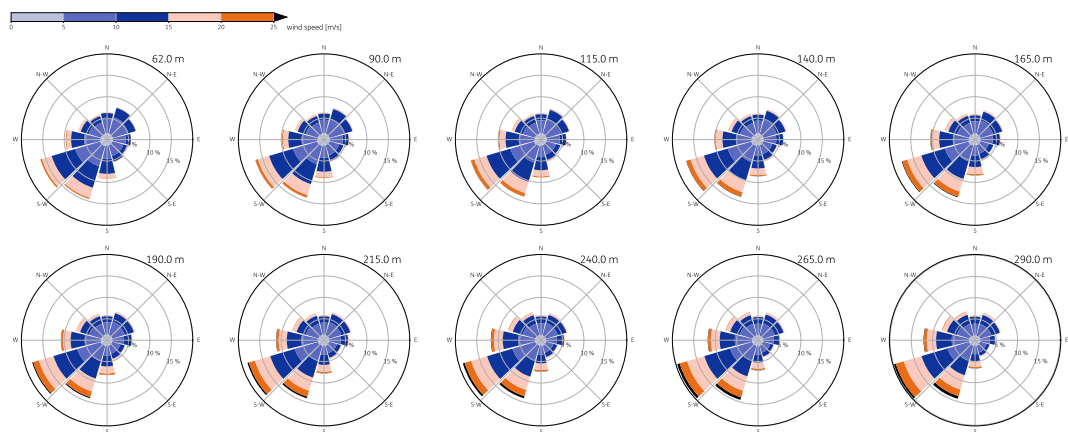 0 5 10 15 20 25
wind speed [m/s]
N N N N N
62.0 m 90.0 m 115.0 m 140.0 m 165.0 m
N-W N-E N-W N-E N-W N-E N-W N-E N-W N-E
W E W E W E W E W E
% % % % %
10 % 10 % 10 % 10 % 10 %
15 % 15 % 15 % 15 % 15 %
S-W S-E S-W S-E S-W S-E S-W S-E S-W S-E
S S S S S
N N N N N
190.0 m 215.0 m 240.0 m 265.0 m 290.0 m
N-W N-E N-W N-E N-W N-E N-W N-E N-W N-E
W E W E W E W E W E
% % % % 5 %
10 % 10 % 10 % 10 % 10 %
15 % 15 % 15 % 15 % 15 %
S-W S-E S-W S-E S-W S-E S-W S-E S-W S-E
S S S S S